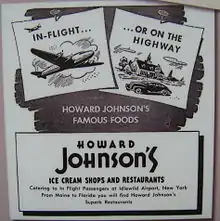 IN-FLIGHT...
...OR ON THE
HIGHWAY
HOWARD JOHNSON'S
FAMOUS FOODS
HOWARD
JOHNSON'S
ICE CREAM SHOPS AND RESTAURANTS
Catering to In Flight Passengers at Idlewild Airport, New York
From Maine to Florida you will find Howard Johnson's
Superb Restaurants